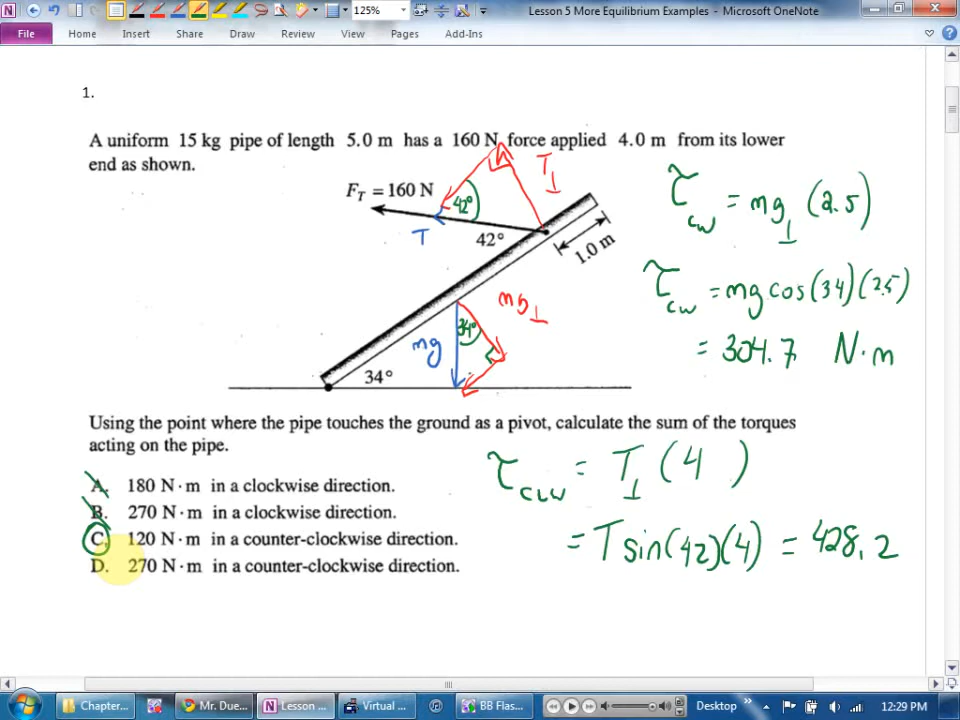 125%
Lesson 5 More Equilibrium Examples - Microsoft OneNote
File Home Insert Share Draw Review View Pages Add-Ins
1.
A uniform 15 kg pipe of length 5.0 m has a 160 N force applied 4.0 m from its lower
end as shown.
F_T = 160 N
T⊥
42°
T
42°
1.0 m
mg⊥
34°
mg
34°
τ_cw = mg⊥ (2.5)
τ_cw = mg cos(34)(2.5)
= 304.7 N·m
Using the point where the pipe touches the ground as a pivot, calculate the sum of the torques
acting on the pipe.
A. 180 N·m in a clockwise direction.
B. 270 N·m in a clockwise direction.
C. 120 N·m in a counter-clockwise direction.
D. 270 N·m in a counter-clockwise direction.
τ_ccw = T⊥ (4 )
= T sin(42)(4) = 428.2
Chapter...
Mr. Due...
Lesson ...
Virtual ...
BB Flas...
Desktop
12:29 PM